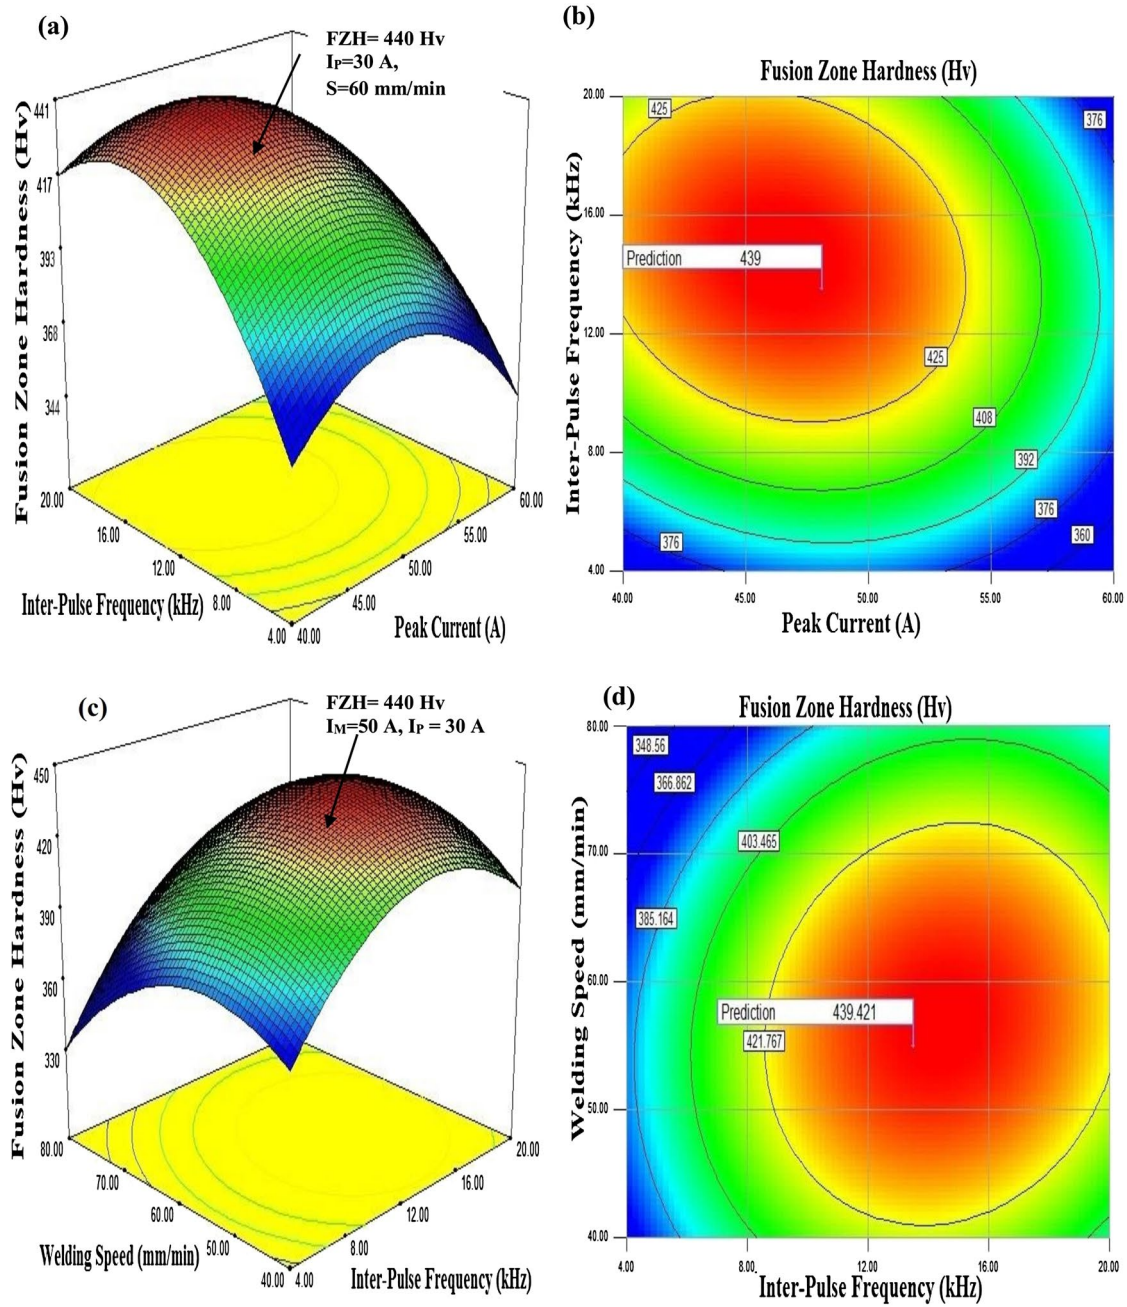 (a)
FZH= 440 Hv
IP=30 A,
S=60 mm/min
Fusion Zone Hardness (Hv)
441
417
393
368
344
20.00
16.00
12.00
8.00
4.00
40.00
45.00
50.00
55.00
60.00
Inter-Pulse Frequency (kHz)
Peak Current (A)
(b)
Fusion Zone Hardness (Hv)
Inter-Pulse Frequency (kHz)
20.00
16.00
12.00
8.00
4.00
425
376
Prediction 439
425
408
392
376
360
376
40.00 45.00 50.00 55.00 60.00
Peak Current (A)
(c)
FZH= 440 Hv
IM=50 A, IP = 30 A
Fusion Zone Hardness (Hv)
450
420
390
360
330
80.00
70.00
60.00
50.00
40.00
4.00
8.00
12.00
16.00
20.00
Welding Speed (mm/min)
Inter-Pulse Frequency (kHz)
(d)
Fusion Zone Hardness (Hv)
Welding Speed (mm/min)
80.00
70.00
60.00
50.00
40.00
348.56
366.862
403.465
385.164
Prediction 439.421
421.767
4.00 8.00 12.00 16.00 20.00
Inter-Pulse Frequency (kHz)